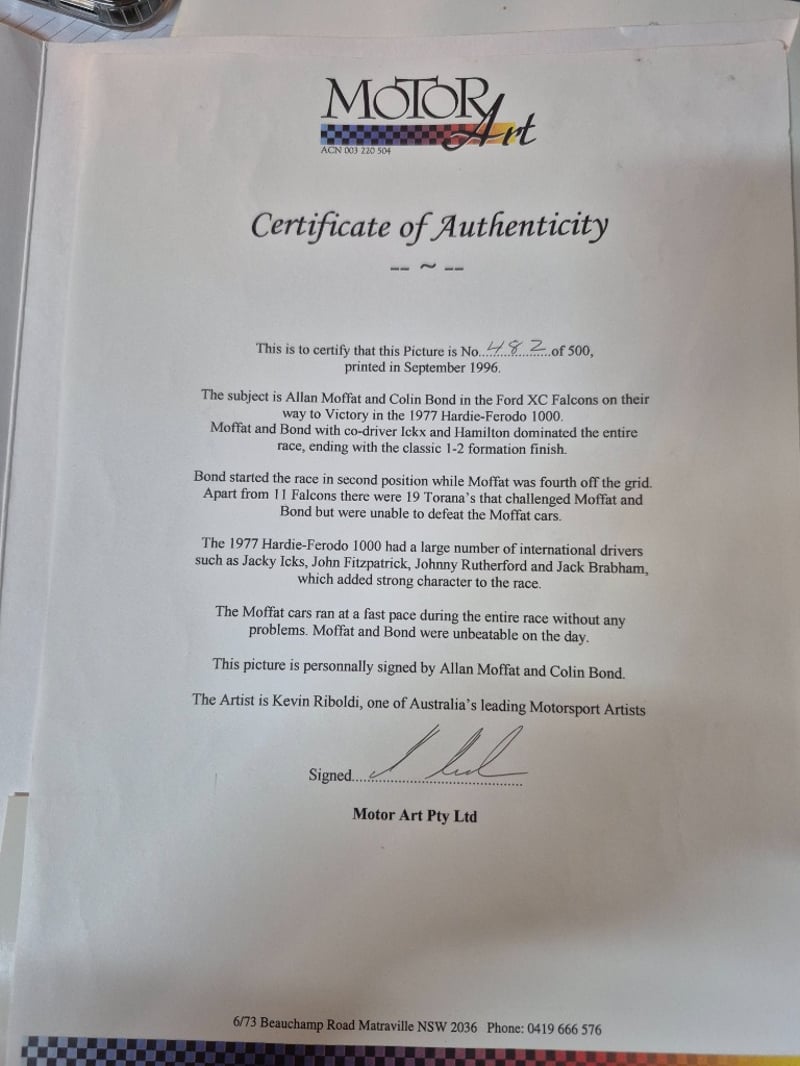 MOTOR
Art
ACN 003 220 504
Certificate of Authenticity
-- ~ --
This is to certify that this Picture is No....482....of 500,
printed in September 1996.
The subject is Allan Moffat and Colin Bond in the Ford XC Falcons on their
way to Victory in the 1977 Hardie-Ferodo 1000.
Moffat and Bond with co-driver Ickx and Hamilton dominated the entire
race, ending with the classic 1-2 formation finish.
Bond started the race in second position while Moffat was fourth off the grid.
Apart from 11 Falcons there were 19 Torana's that challenged Moffat and
Bond but were unable to defeat the Moffat cars.
The 1977 Hardie-Ferodo 1000 had a large number of international drivers
such as Jacky Icks, John Fitzpatrick, Johnny Rutherford and Jack Brabham,
which added strong character to the race.
The Moffat cars ran at a fast pace during the entire race without any
problems. Moffat and Bond were unbeatable on the day.
This picture is personnally signed by Allan Moffat and Colin Bond.
The Artist is Kevin Riboldi, one of Australia's leading Motorsport Artists
Signed....
Motor Art Pty Ltd
6/73 Beauchamp Road Matraville NSW 2036 Phone: 0419 666 576